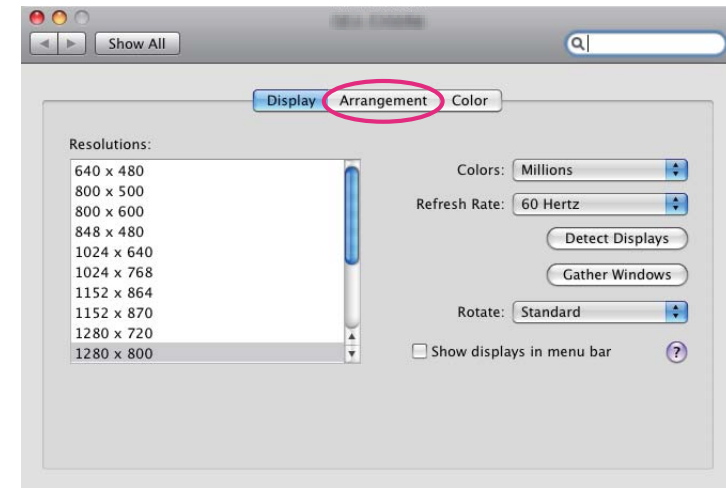 Show All
Display Arrangement Color
Resolutions:
640 x 480
800 x 500
800 x 600
848 x 480
1024 x 640
1024 x 768
1152 x 864
1152 x 870
1280 x 720
1280 x 800
Colors: Millions
Refresh Rate: 60 Hertz
Detect Displays
Gather Windows
Rotate: Standard
Show displays in menu bar ?